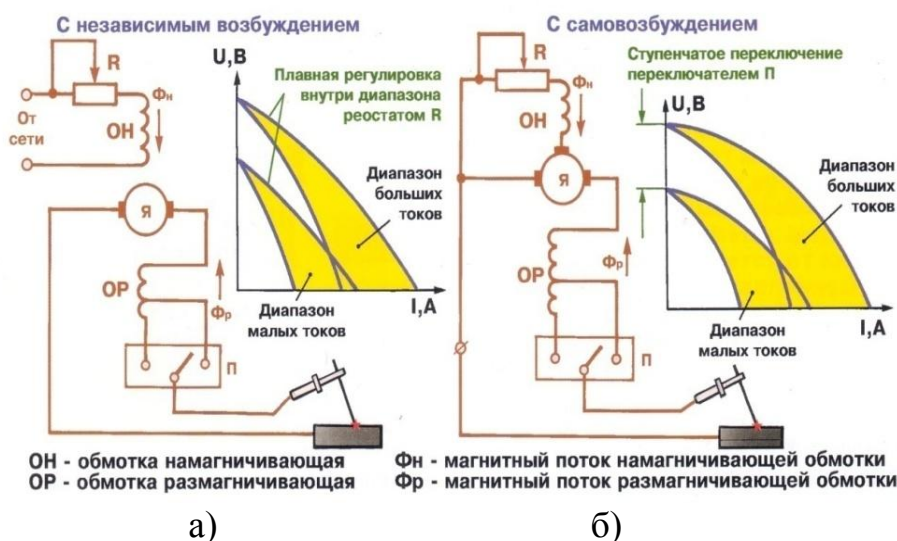 С независимым возбуждением
R
Фн
От
сети
ОН
U,В
Плавная регулировка
внутри диапазона
реостатом R
Диапазон
больших
токов
Я
ОР
Фр
I,А
Диапазон
малых токов
П
С самовозбуждением
R
Фн
ОН
Ступенчатое переключение
переключателем П
U,В
Диапазон
больших
токов
Я
ОР
Фр
I,А
Диапазон
малых токов
П
ОН - обмотка намагничивающая
ОР - обмотка размагничивающая
Фн - магнитный поток намагничивающей обмотки
Фр - магнитный поток размагничивающей обмотки
а)
б)